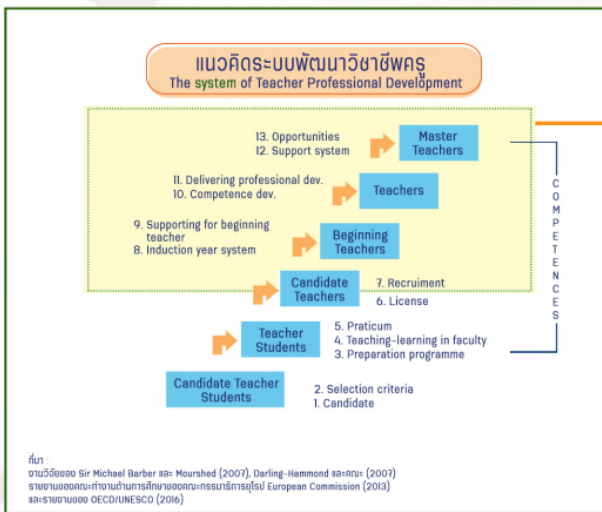 แนวคิดระบบพัฒนาวิชาชีพครู
The system of Teacher Professional Development
13. Opportunities
12. Support system
Master
Teachers
11. Delivering professional dev.
10. Competence dev.
Teachers
9. Supporting for beginning
teacher
8. Induction year system
Beginning
Teachers
Candidate
Teachers
7. Recruiment
6. License
Teacher
Students
5. Praticum
4. Teaching-learning in faculty
3. Preparation programme
Candidate Teacher
Students
2. Selection criteria
1. Candidate
COMPETENCES
ที่มา :
งานวิจัยของ Sir Michael Barber และ Mourshed (2007), Darling-Hammond และคณะ (2007)
รายงานของคณะทำงานด้านการศึกษาของคณะกรรมาธิการยุโรป European Commission (2013)
และรายงานของ OECD/UNESCO (2016)